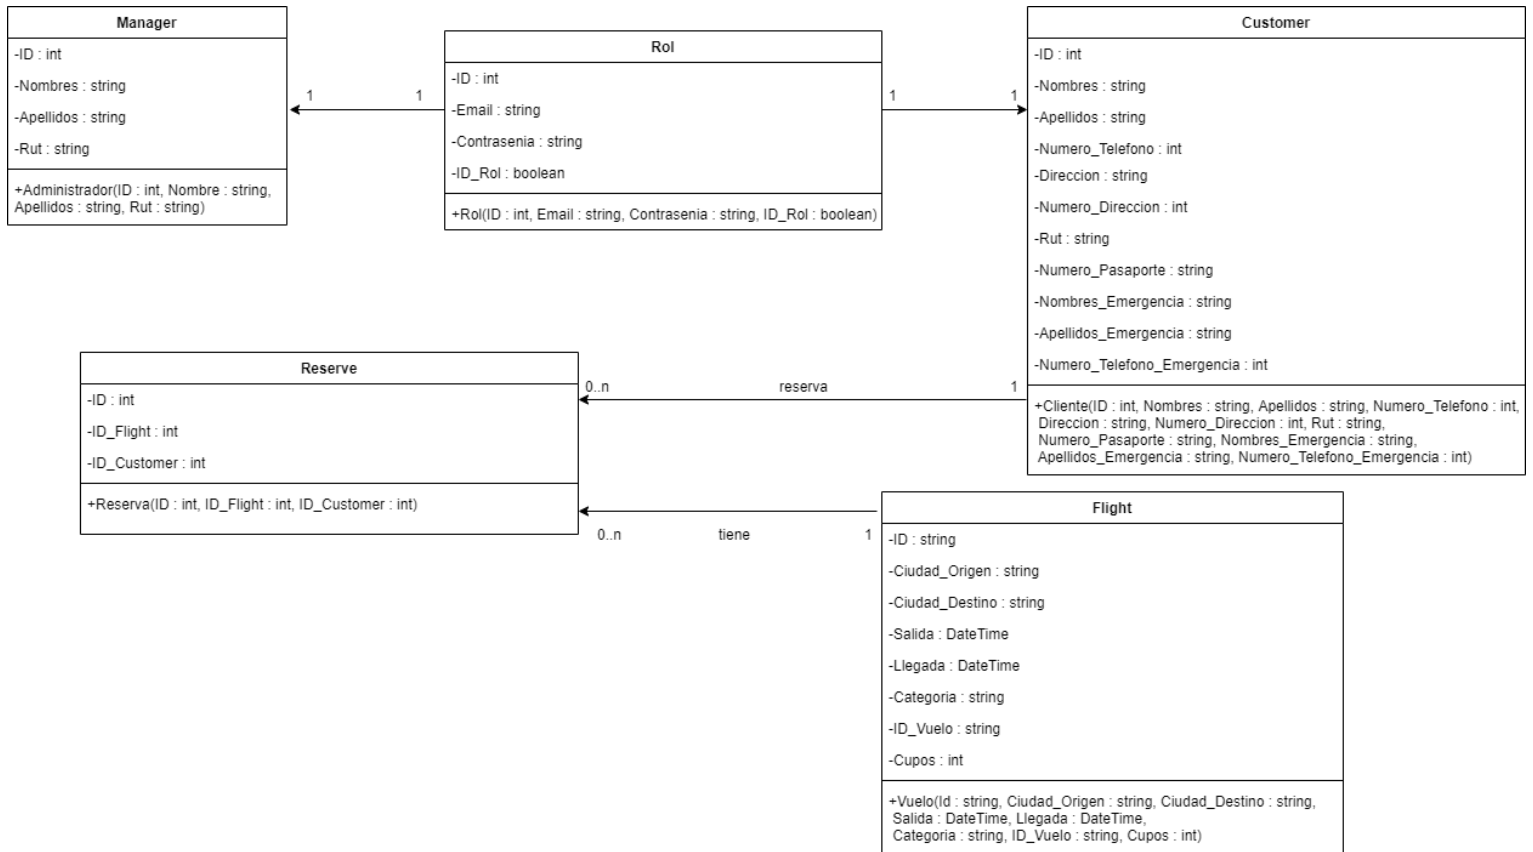 Manager
-ID : int
-Nombres : string
-Apellidos : string
-Rut : string
+Administrador(ID : int, Nombre : string,
Apellidos : string, Rut : string)
1
1
Rol
-ID : int
-Email : string
-Contrasenia : string
-ID_Rol : boolean
+Rol(ID : int, Email : string, Contrasenia : string, ID_Rol : boolean)
1
1
Customer
-ID : int
-Nombres : string
-Apellidos : string
-Numero_Telefono : int
-Direccion : string
-Numero_Direccion : int
-Rut : string
-Numero_Pasaporte : string
-Nombres_Emergencia : string
-Apellidos_Emergencia : string
-Numero_Telefono_Emergencia : int
+Cliente(ID : int, Nombres : string, Apellidos : string, Numero_Telefono : int,
Direccion : string, Numero_Direccion : int, Rut : string,
Numero_Pasaporte : string, Nombres_Emergencia : string,
Apellidos_Emergencia : string, Numero_Telefono_Emergencia : int)
Reserve
-ID : int
-ID_Flight : int
-ID_Customer : int
+Reserva(ID : int, ID_Flight : int, ID_Customer : int)
0..n
reserva
1
0..n
tiene
1
Flight
-ID : string
-Ciudad_Origen : string
-Ciudad_Destino : string
-Salida : DateTime
-Llegada : DateTime
-Categoria : string
-ID_Vuelo : string
-Cupos : int
+Vuelo(Id : string, Ciudad_Origen : string, Ciudad_Destino : string,
Salida : DateTime, Llegada : DateTime,
Categoria : string, ID_Vuelo : string, Cupos : int)